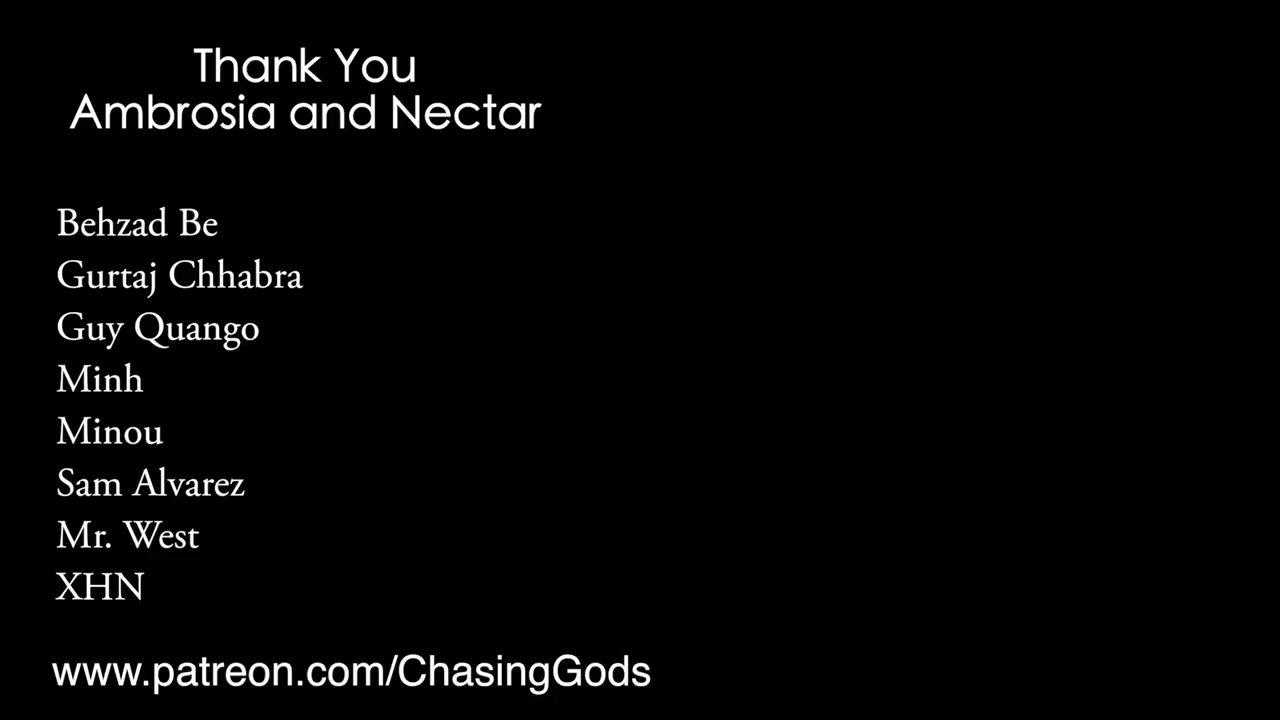 Thank You
Ambrosia and Nectar
Behzad Be
Gurtaj Chhabra
Guy Quango
Minh
Minou
Sam Alvarez
Mr. West
XHN
www.patreon.com/ChasingGods